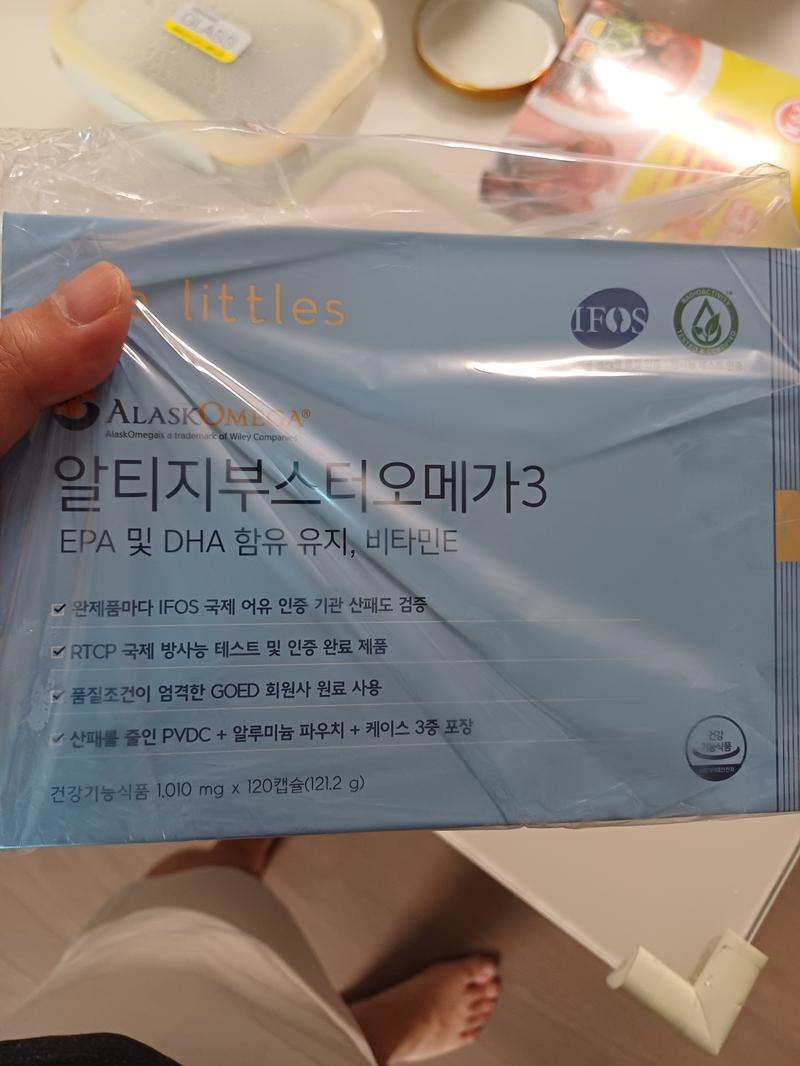 GLASS
littles
IFOS
RADIOACTIVITY
ALASKOMEGA®
AlaskOmegais a trademark of Wiley Companies
알티지부스터오메가3
EPA 및 DHA 함유 유지, 비타민E
완제품마다 IFOS 국제 어유 인증 기관 산패도 검증
RTCP 국제 방사능 테스트 및 인증 완료 제품
품질조건이 엄격한 GOED 회원사 원료 사용
산패를 줄인 PVDC + 알루미늄 파우치 + 케이스 3중 포장
건강
기능식품
건강기능식품 1,010 mg x 120캡슐(121.2 g)